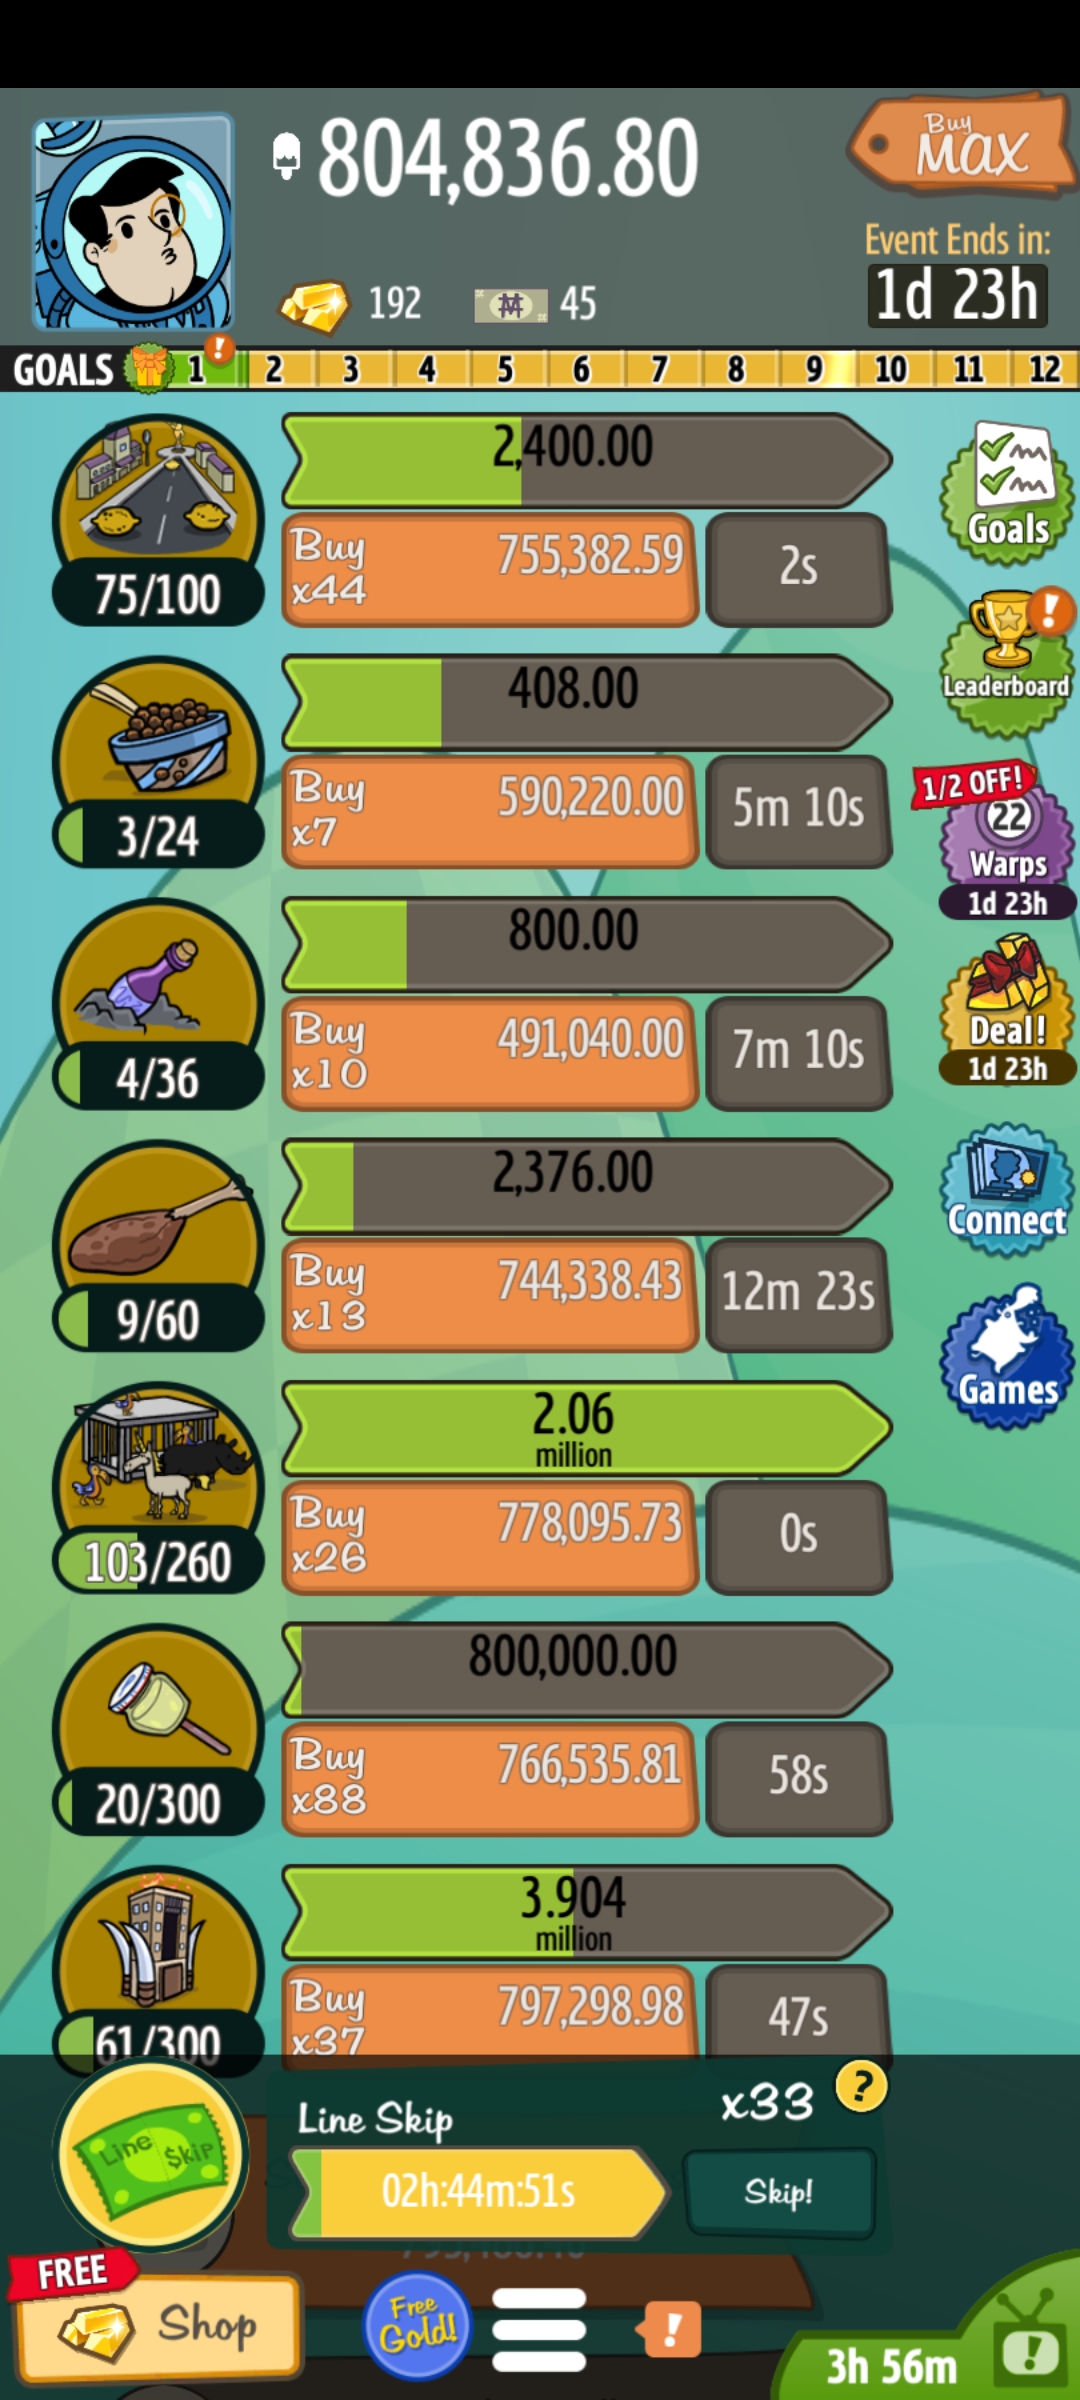 804,836.80
Buy
MAX
Event Ends in:
1d 23h
192
45
GOALS 1 ! 2 3 4 5 6 7 8 9 10 11 12
2,400.00
Buy
x44
755,382.59
2s
75/100
Goals
408.00
Buy
x7
590,220.00
5m 10s
3/24
!
Leaderboard
1/2 OFF!
22
Warps
1d 23h
800.00
Buy
x10
491,040.00
7m 10s
4/36
Deal!
1d 23h
2,376.00
Buy
x13
744,338.43
12m 23s
9/60
Connect
Games
2.06
million
Buy
x26
778,095.73
0s
103/260
800,000.00
Buy
x88
766,535.81
58s
20/300
3.904
million
Buy
x37
797,298.98
47s
61/300
Line $kip
Line Skip
x33
?
02h:44m:51s
Skip!
FREE
Shop
Free
Gold!
!
3h 56m
!